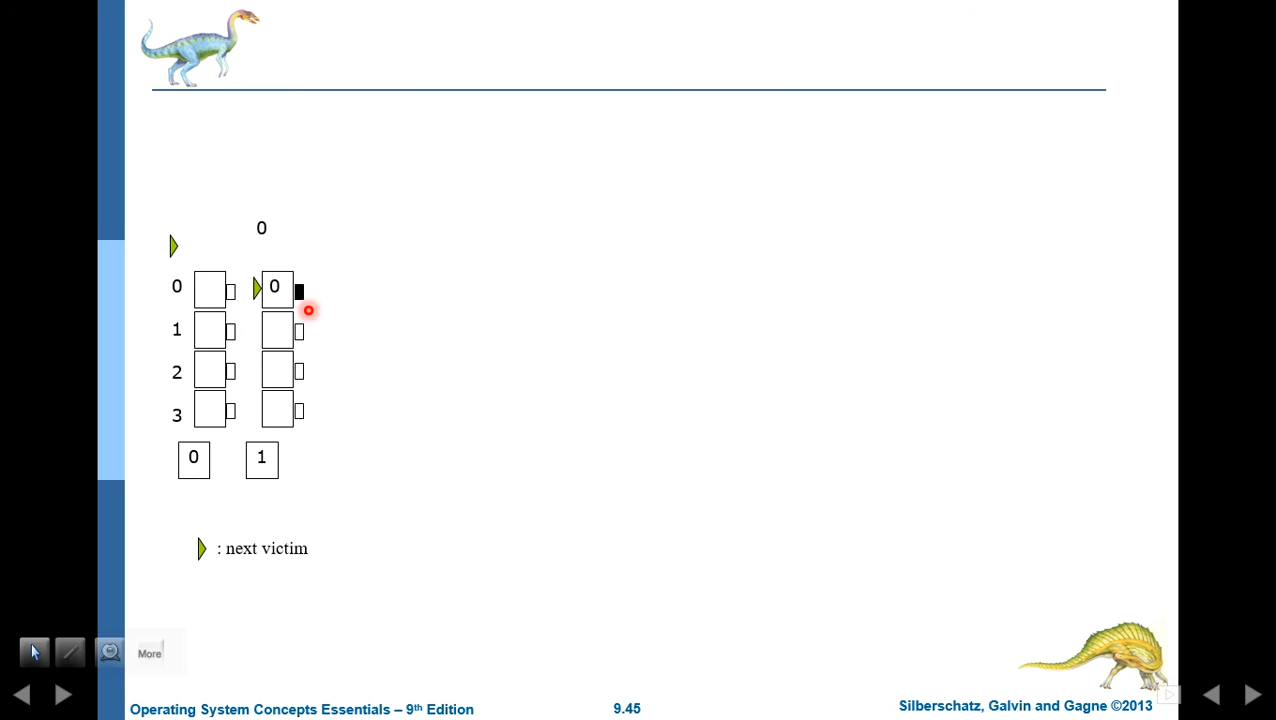 0
0 0
1
2
3
0 1
: next victim
More
Operating System Concepts Essentials – 9th Edition 9.45 Silberschatz, Galvin and Gagne ©2013